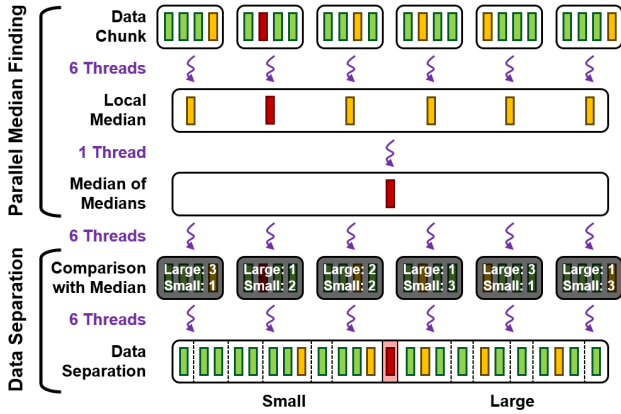 Parallel Median Finding
Data
Chunk
6 Threads
Local
Median
1 Thread
Median of
Medians
6 Threads
Data Separation
Comparison
with Median
Large: 3
Small: 1
Large: 1
Small: 2
Large: 2
Small: 2
Large: 1
Small: 3
Large: 3
Small: 1
Large: 1
Small: 3
6 Threads
Data
Separation
Small
Large